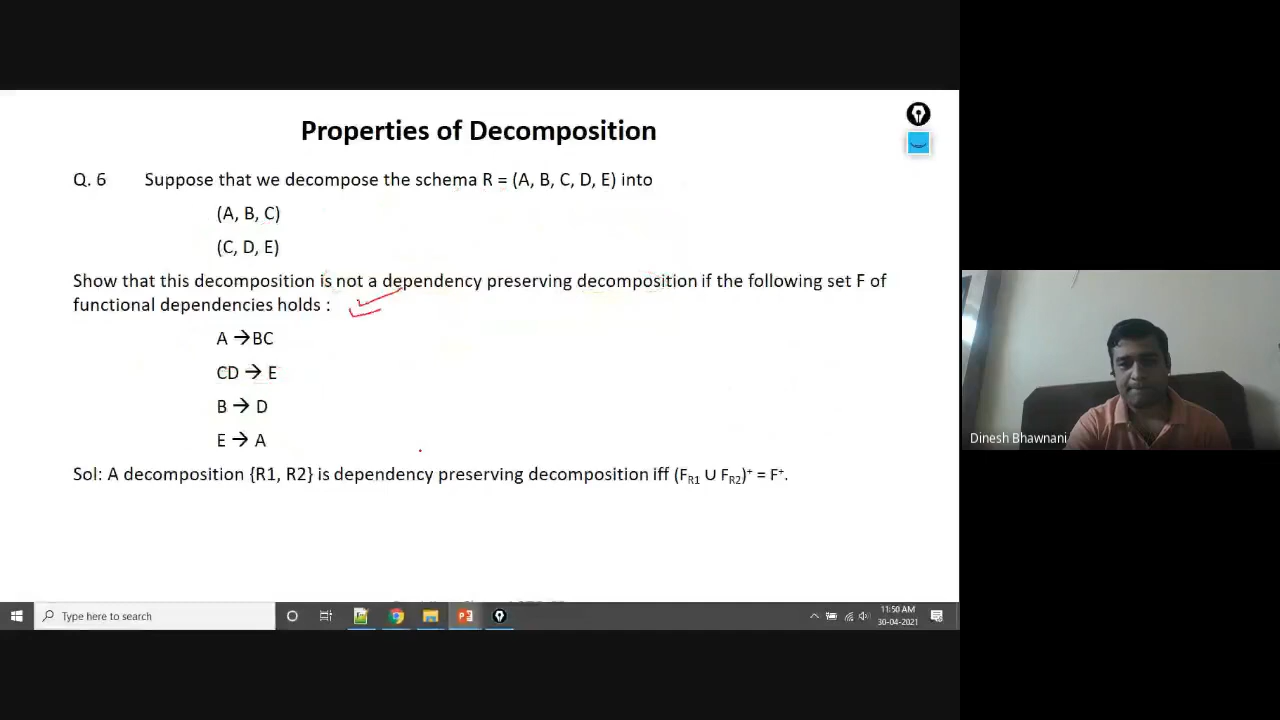 Properties of Decomposition
Q. 6 Suppose that we decompose the schema R = (A, B, C, D, E) into
(A, B, C)
(C, D, E)
Show that this decomposition is not a dependency preserving decomposition if the following set F of
functional dependencies holds :
A → BC
CD → E
B → D
E → A
Sol: A decomposition {R1, R2} is dependency preserving decomposition iff (F_R1 ∪ F_R2)⁺ = F⁺.
Dinesh Bhawnani
Type here to search
11:50 AM
30-04-2021